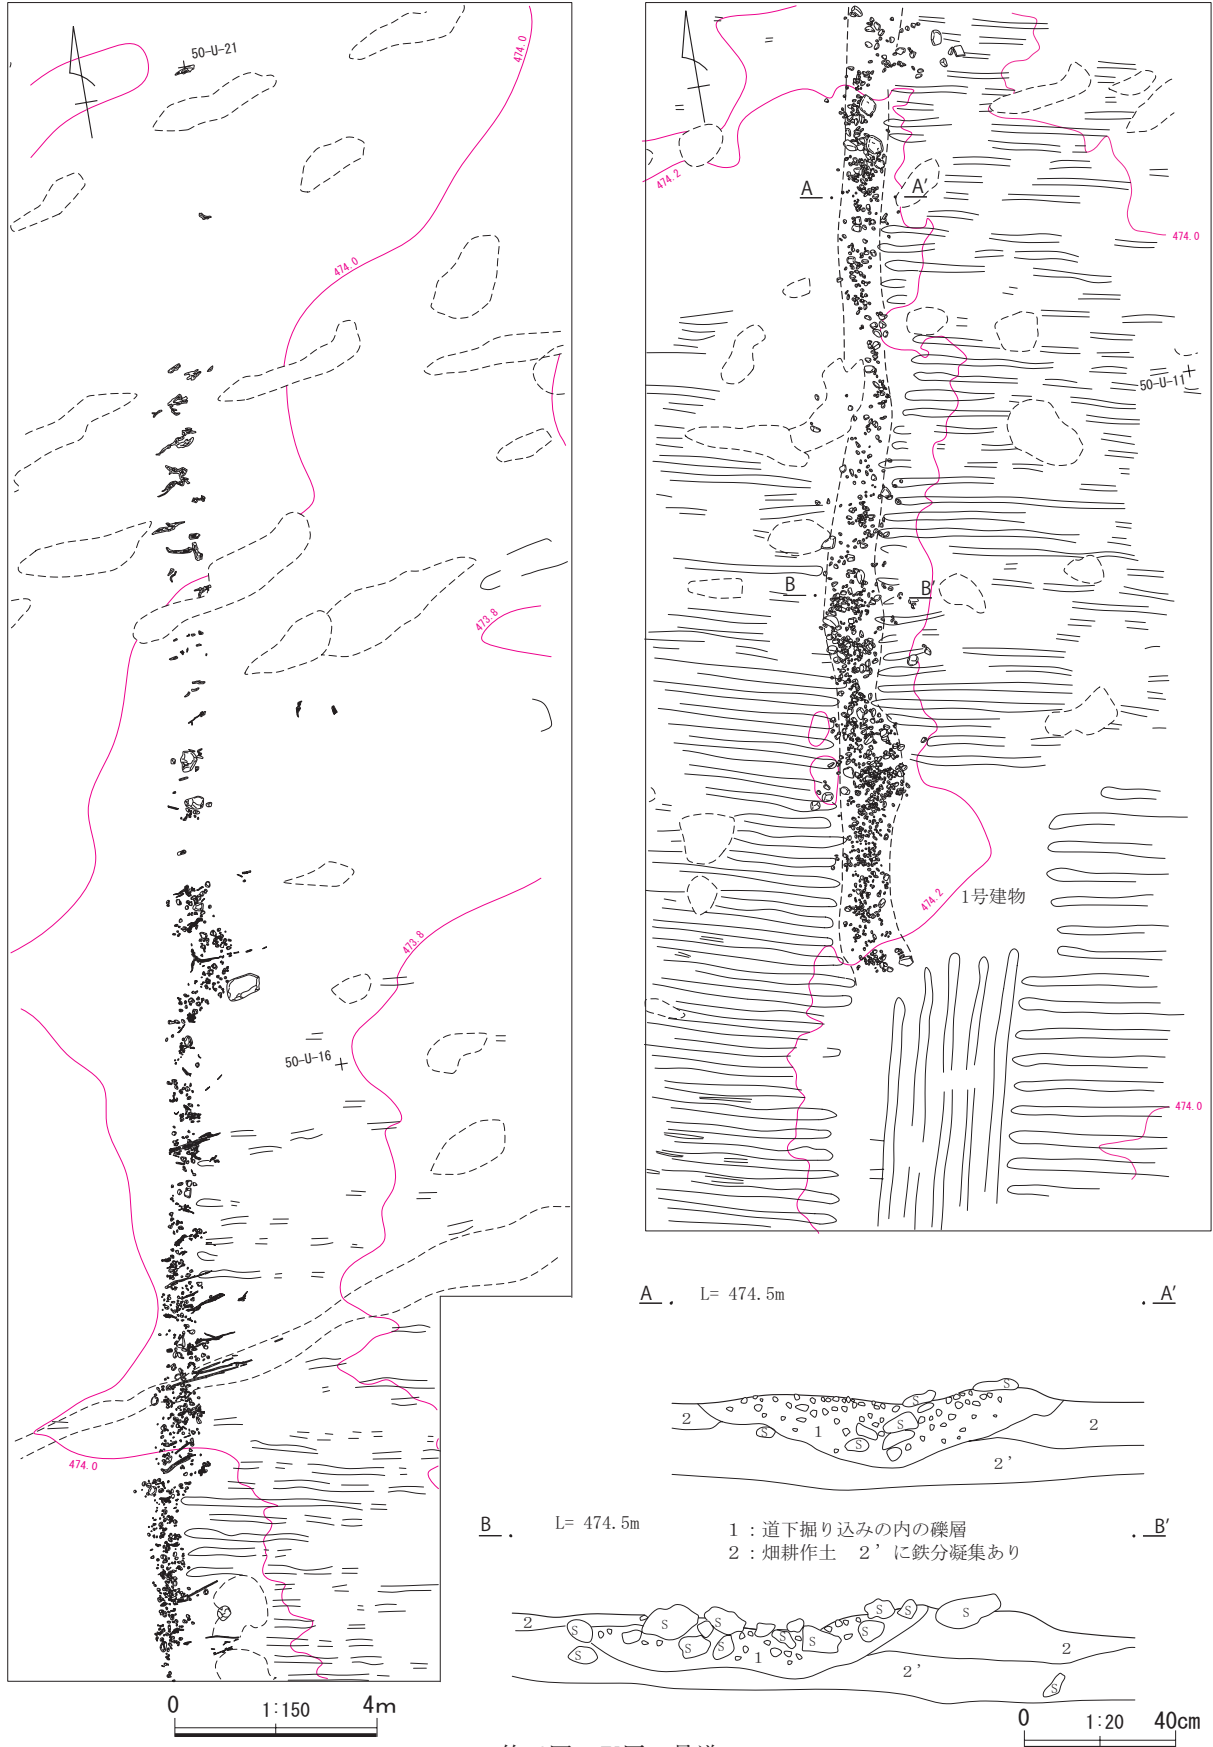 50-U-21
474.0
474.0
473.8
473.8
50-U-16
474.0
0 1:150 4m
474.2
A A′
474.0
50-U-11
B B′
474.2
1号建物
474.0
A L= 474.5m A′
S S S S S S
2 1 2
2'
B L= 474.5m B′
1：道下掘り込みの内の礫層
2：畑耕作土 2’に鉄分凝集あり
S S S S S S S S S S S S
2 1 2
2'
S
0 1:20 40cm